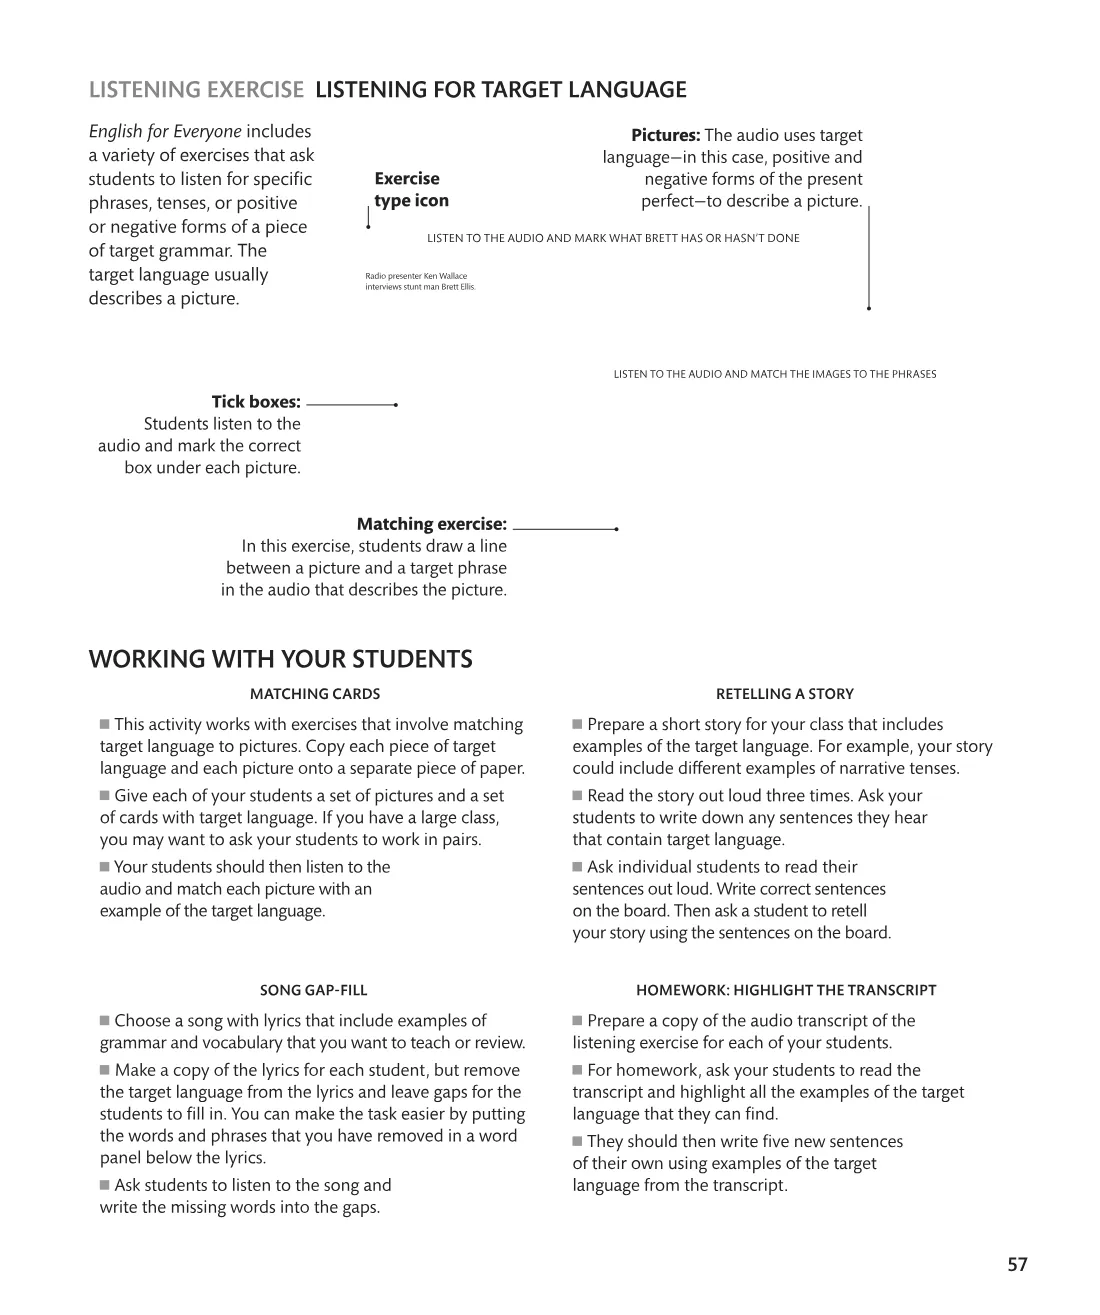 LISTENING EXERCISE LISTENING FOR TARGET LANGUAGE
English for Everyone includes
a variety of exercises that ask
students to listen for specific
phrases, tenses, or positive
or negative forms of a piece
of target grammar. The
target language usually
describes a picture.
Exercise
type icon
Pictures: The audio uses target
language—in this case, positive and
negative forms of the present
perfect—to describe a picture.
LISTEN TO THE AUDIO AND MARK WHAT BRETT HAS OR HASN'T DONE
Radio presenter Ken Wallace
interviews stunt man Brett Ellis.
LISTEN TO THE AUDIO AND MATCH THE IMAGES TO THE PHRASES
Tick boxes:
Students listen to the
audio and mark the correct
box under each picture.
Matching exercise:
In this exercise, students draw a line
between a picture and a target phrase
in the audio that describes the picture.
WORKING WITH YOUR STUDENTS
MATCHING CARDS
■ This activity works with exercises that involve matching
target language to pictures. Copy each piece of target
language and each picture onto a separate piece of paper.
■ Give each of your students a set of pictures and a set
of cards with target language. If you have a large class,
you may want to ask your students to work in pairs.
■ Your students should then listen to the
audio and match each picture with an
example of the target language.
RETELLING A STORY
■ Prepare a short story for your class that includes
examples of the target language. For example, your story
could include different examples of narrative tenses.
■ Read the story out loud three times. Ask your
students to write down any sentences they hear
that contain target language.
■ Ask individual students to read their
sentences out loud. Write correct sentences
on the board. Then ask a student to retell
your story using the sentences on the board.
SONG GAP-FILL
■ Choose a song with lyrics that include examples of
grammar and vocabulary that you want to teach or review.
■ Make a copy of the lyrics for each student, but remove
the target language from the lyrics and leave gaps for the
students to fill in. You can make the task easier by putting
the words and phrases that you have removed in a word
panel below the lyrics.
■ Ask students to listen to the song and
write the missing words into the gaps.
HOMEWORK: HIGHLIGHT THE TRANSCRIPT
■ Prepare a copy of the audio transcript of the
listening exercise for each of your students.
■ For homework, ask your students to read the
transcript and highlight all the examples of the target
language that they can find.
■ They should then write five new sentences
of their own using examples of the target
language from the transcript.
57